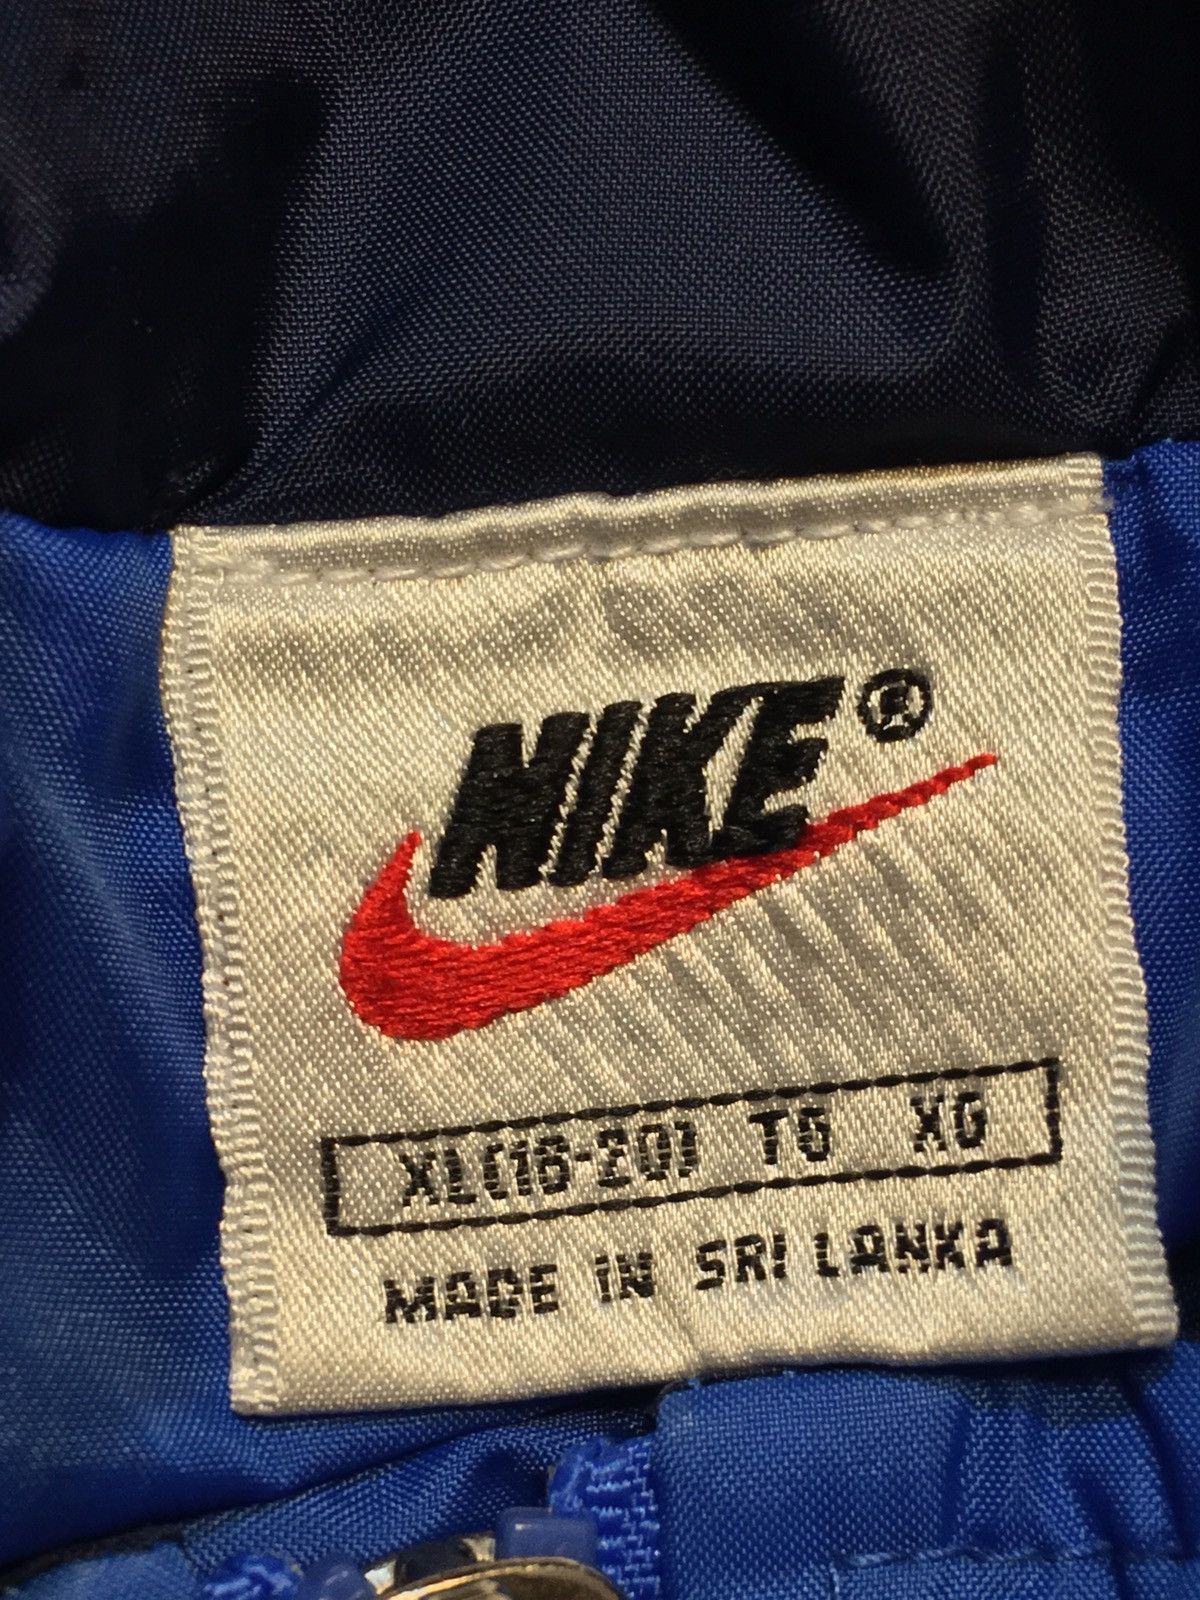 NIKE®
XL(18-20) TG XG
MADE IN SRI LANKA